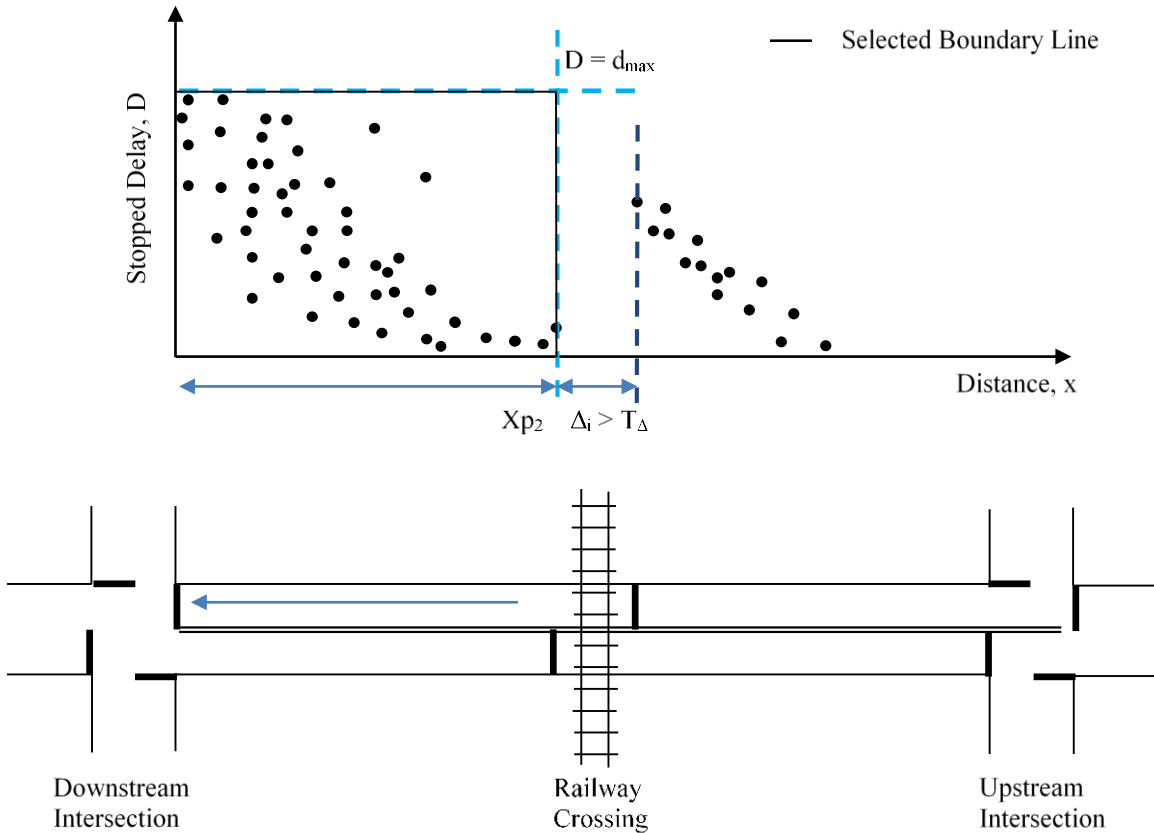 Selected Boundary Line
D = dmax
Stopped Delay, D
Distance, x
Xp2
Δi > TΔ
Downstream
Intersection
Railway
Crossing
Upstream
Intersection